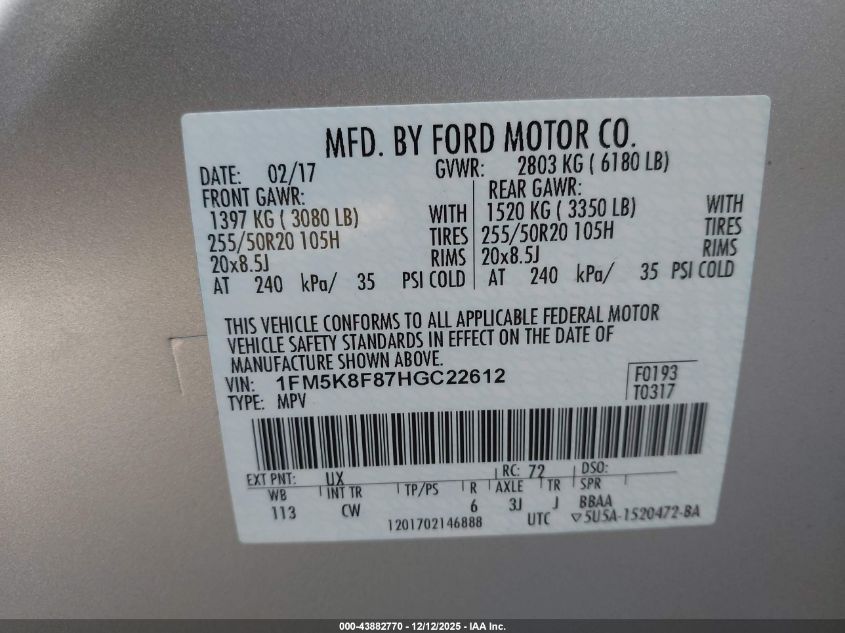 MFD. BY FORD MOTOR CO.
DATE: 02/17 GVWR: 2803 KG ( 6180 LB)
FRONT GAWR: REAR GAWR:
1397 KG ( 3080 LB) WITH 1520 KG ( 3350 LB) WITH
255/50R20 105H TIRES 255/50R20 105H TIRES
20x8.5J RIMS 20x8.5J RIMS
AT 240 kPa/ 35 PSI COLD AT 240 kPa/ 35 PSI COLD
THIS VEHICLE CONFORMS TO ALL APPLICABLE FEDERAL MOTOR
VEHICLE SAFETY STANDARDS IN EFFECT ON THE DATE OF
MANUFACTURE SHOWN ABOVE.
VIN: 1FM5K8F87HGC22612 F0193
TYPE: MPV T0317
EXT PNT: UX RC: 72 DSO:
WB INT TR TP/PS R AXLE TR SPR
113 CW 6 3J J BBAA
1201702146888 UTC ▽5U5A-1520472-BA
000-43882770 - 12/12/2025 - IAA Inc.